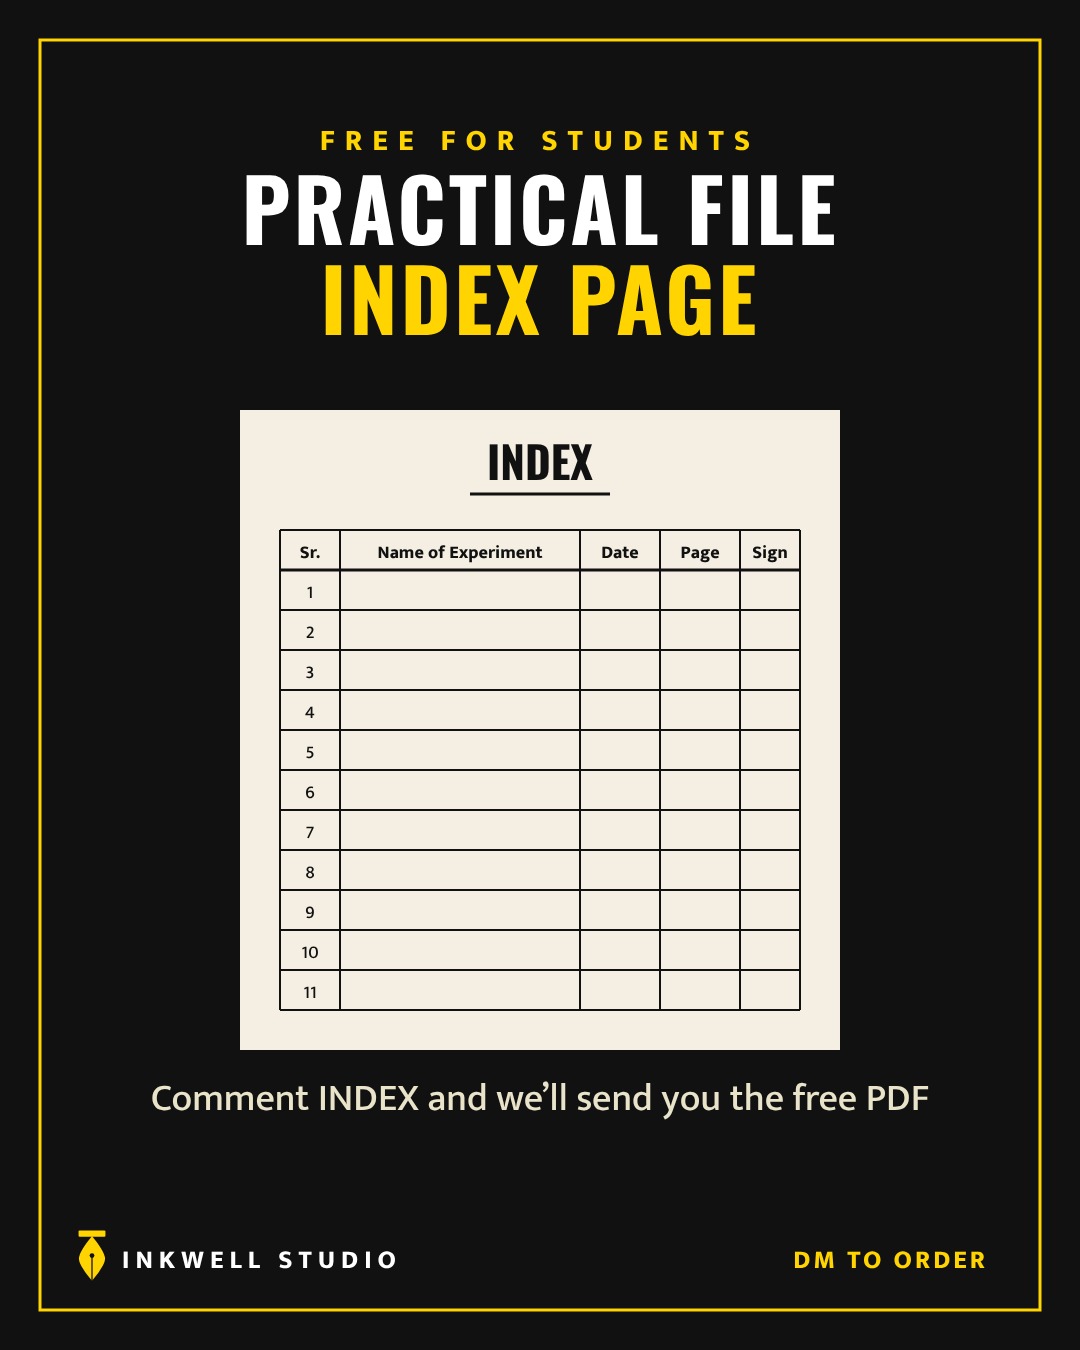 FREE FOR STUDENTS
PRACTICAL FILE
INDEX PAGE
INDEX
Sr. Name of Experiment Date Page Sign
1
2
3
4
5
6
7
8
9
10
11
Comment INDEX and we’ll send you the free PDF
INKWELL STUDIO
DM TO ORDER